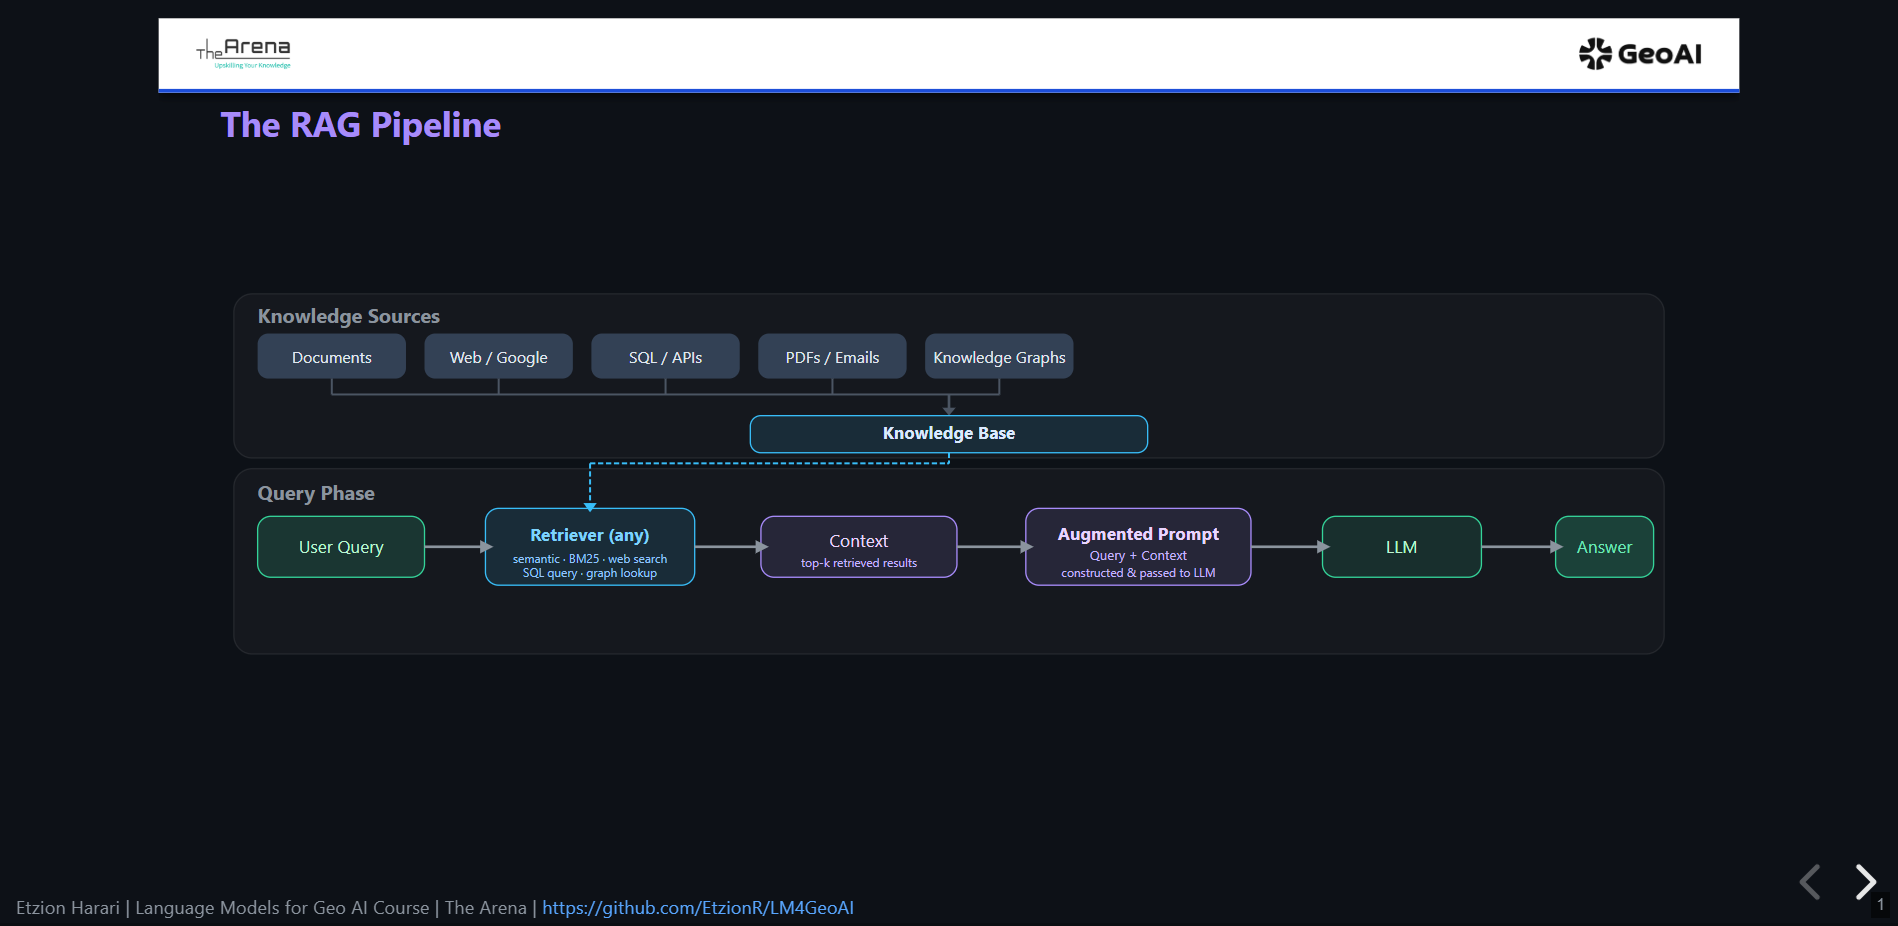 The Arena
Upskilling Your Knowledge
GeoAI
The RAG Pipeline
Knowledge Sources
Documents
Web / Google
SQL / APIs
PDFs / Emails
Knowledge Graphs
Knowledge Base
Query Phase
User Query
Retriever (any)
semantic · BM25 · web search
SQL query · graph lookup
Context
top-k retrieved results
Augmented Prompt
Query + Context
constructed & passed to LLM
LLM
Answer
Etzion Harari | Language Models for Geo AI Course | The Arena | https://github.com/EtzionR/LM4GeoAI
1